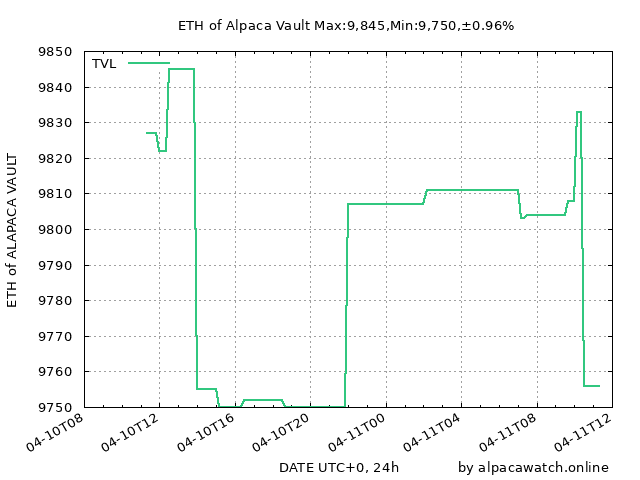 ETH of Alpaca Vault Max:9,845,Min:9,750,±0.96%
TVL
9850
9840
9830
9820
9810
9800
9790
9780
9770
9760
9750
ETH of ALAPACA VAULT
04-10T08
04-10T12
04-10T16
04-10T20
04-11T00
04-11T04
04-11T08
04-11T12
DATE UTC+0, 24h
by alpacawatch.online